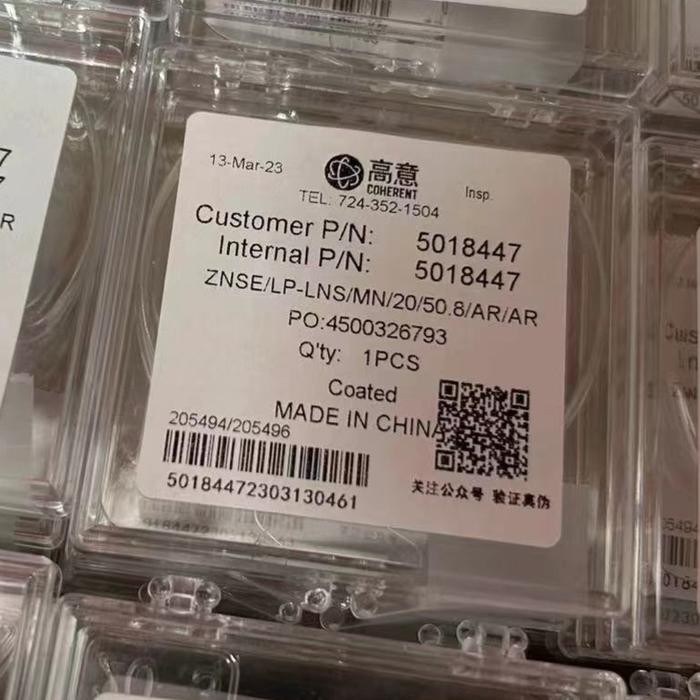 13-Mar-23
高意
COHERENT
Insp.
TEL: 724-352-1504
Customer P/N: 5018447
Internal P/N: 5018447
ZNSE/LP-LNS/MN/20/50.8/AR/AR
PO:4500326793
Q'ty: 1PCS
Coated
MADE IN CHINA
205494/205496
50184472303130461
关注公众号 验证真伪